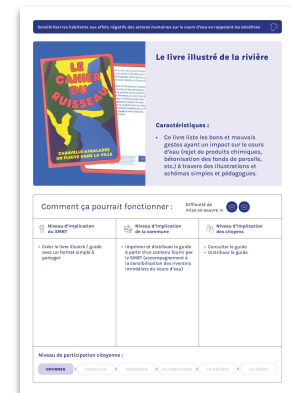 Sensibiliser les habitants aux effets négatifs des actions humaines sur le cours d'eau en rappelant les bénéfices
Le livre illustré de la rivière
LE
CAHIER
DU
RUISSEAU
CARAVELLE-AYGALADES
UN FLEUVE DANS LA VILLE
Caractéristiques :
• Ce livre liste les bons et mauvais
gestes ayant un impact sur le cours
d'eau (rejet de produits chimiques,
bétonisation des fonds de parcelle,
etc.) à travers des illustrations et
schémas simples et pédagogues.
Comment ça pourrait fonctionner :
Difficulté de
mise en oeuvre
Niveau d'implication
du SMBT
Niveau d'implication
de la commune
Niveau d'implication
des citoyens
• Créer le livre illustré / guide
avec un format simple à
partager
• Imprimer et distribuer le guide
à partir d'un contenu fourni par
le SMBT (accompagnement à
la sensibilisation des riverains
immédiats du cours d'eau)
• Consulter le guide
• Distribuer le guide
Niveau de participation citoyenne :
INFORMER
CONSULTER
CONCERTER